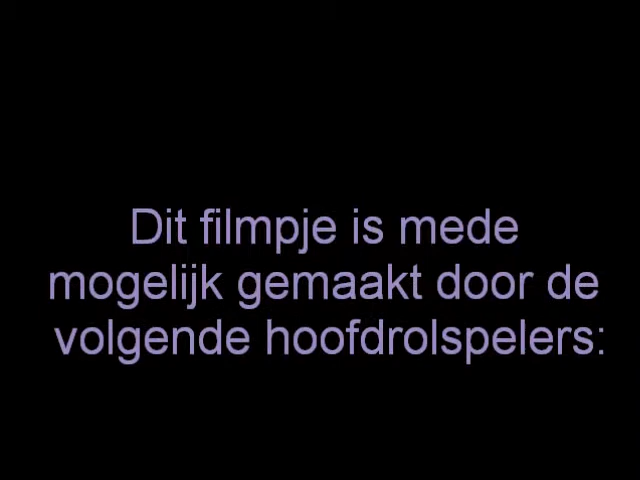 Dit filmpje is mede
mogelijk gemaakt door de
volgende hoofdrolspelers: